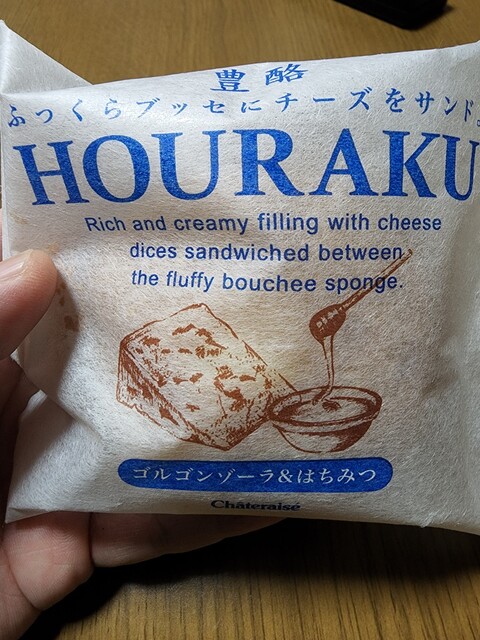 豊酪
ふっくらブッセにチーズをサンド。
HOURAKU
Rich and creamy filling with cheese
dices sandwiched between
the fluffy bouchee sponge.
ゴルゴンゾーラ&はちみつ
Châteraisé